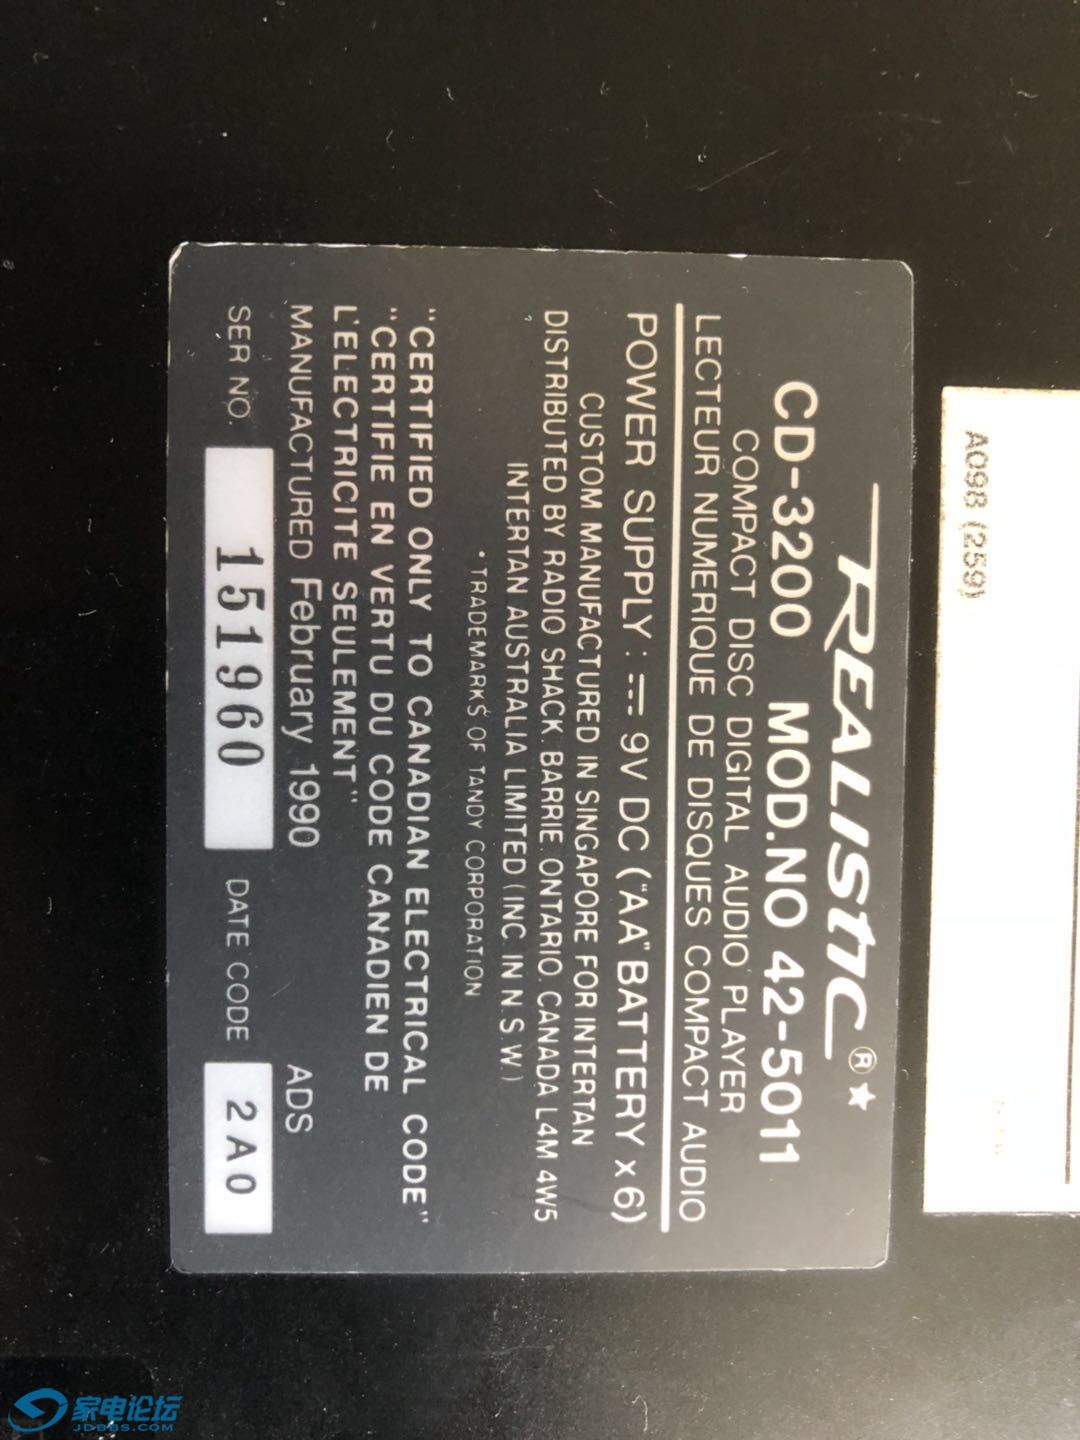 REALISTIC ® ★
CD-3200 MOD.NO 42-5011
COMPACT DISC DIGITAL AUDIO PLAYER
LECTEUR NUMERIQUE DE DISQUES COMPACT AUDIO
POWER SUPPLY : ⎓ 9V DC ("AA" BATTERY x 6)
CUSTOM MANUFACTURED IN SINGAPORE FOR INTERTAN
DISTRIBUTED BY RADIO SHACK. BARRIE. ONTARIO. CANADA L4M 4W5
INTERTAN AUSTRALIA LIMITED (INC. IN N.S.W.)
*TRADEMARKS OF TANDY CORPORATION
"CERTIFIED ONLY TO CANADIAN ELECTRICAL CODE"
"CERTIFIE EN VERTU DU CODE CANADIEN DE
L'ELECTRICITE SEULEMENT"
MANUFACTURED February 1990 ADS
SER NO. 151960 DATE CODE 2A0
A098 (259)
家电论坛
JDBBS.COM